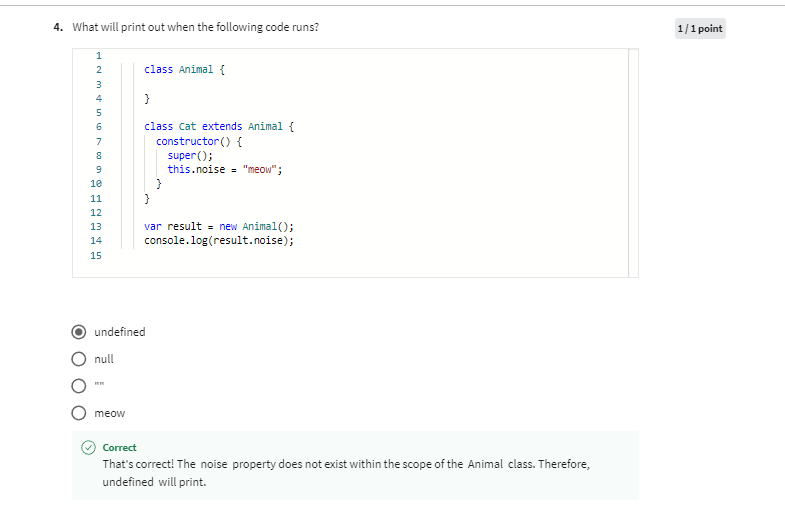 4. What will print out when the following code runs?
1 / 1 point
1
2 class Animal {
3
4 }
5
6 class Cat extends Animal {
7 constructor() {
8 super();
9 this.noise = "meow";
10 }
11 }
12
13 var result = new Animal();
14 console.log(result.noise);
15
undefined
null
""
meow
Correct
That's correct! The noise property does not exist within the scope of the Animal class. Therefore,
undefined will print.